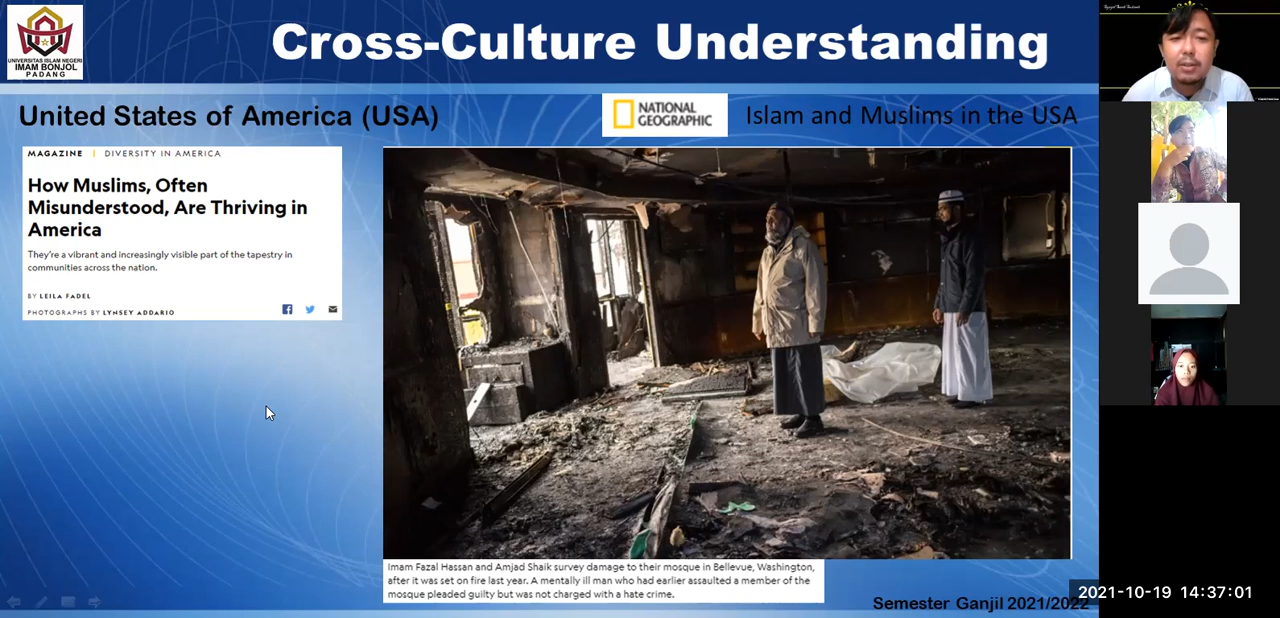 UNIVERSITAS ISLAM NEGERI
IMAM BONJOL
PADANG
Cross-Culture Understanding
United States of America (USA)
NATIONAL
GEOGRAPHIC
Islam and Muslims in the USA
MAGAZINE | DIVERSITY IN AMERICA
How Muslims, Often
Misunderstood, Are Thriving in
America
They're a vibrant and increasingly visible part of the tapestry in
communities across the nation.
BY LEILA FADEL
PHOTOGRAPHS BY LYNSEY ADDARIO
Imam Fazal Hassan and Amjad Shaik survey damage to their mosque in Bellevue, Washington,
after it was set on fire last year. A mentally ill man who had earlier assaulted a member of the
mosque pleaded guilty but was not charged with a hate crime.
Semester Ganjil 2021/2022
2021-10-19 14:37:01